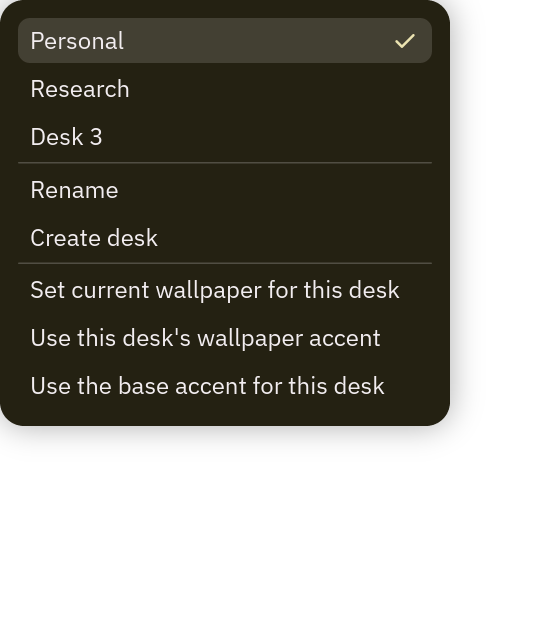 Personal
Research
Desk 3
Rename
Create desk
Set current wallpaper for this desk
Use this desk's wallpaper accent
Use the base accent for this desk